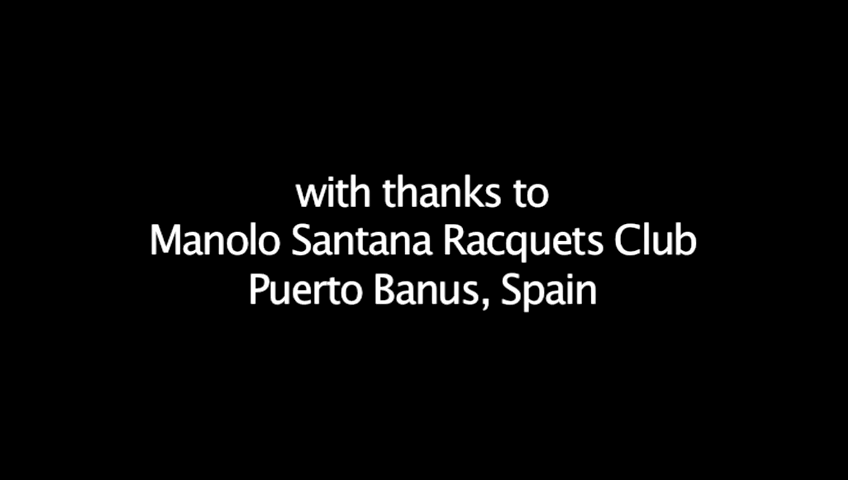 with thanks to
Manolo Santana Racquets Club
Puerto Banus, Spain